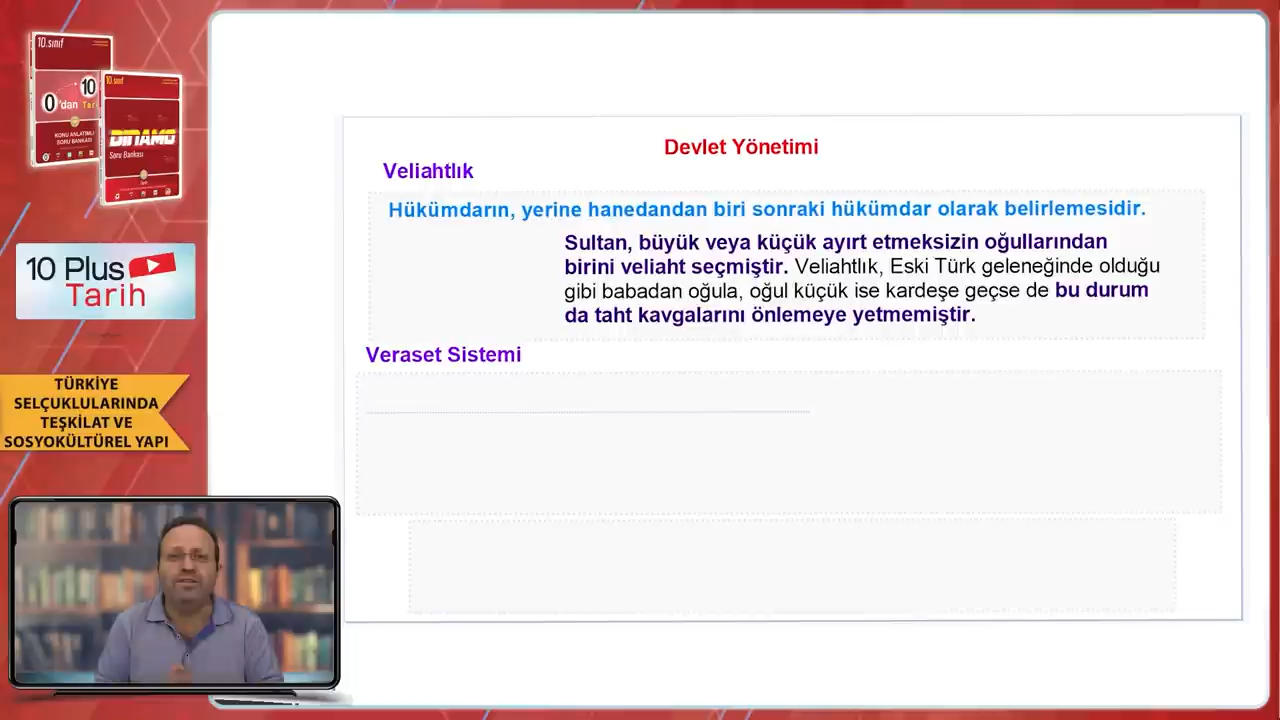 10.sınıf
0'dan 10
Tar
KONU ANLATIMLI
SORU BANKASI
10.sınıf
DINAMO
Soru Bankası
10 Plus
Tarih
TÜRKİYE
SELÇUKLULARINDA
TEŞKİLAT VE
SOSYOKÜLTÜREL YAPI
Devlet Yönetimi
Veliahtlık
Hükümdarın, yerine hanedandan biri sonraki hükümdar olarak belirlemesidir.
Sultan, büyük veya küçük ayırt etmeksizin oğullarından
birini veliaht seçmiştir. Veliahtlık, Eski Türk geleneğinde olduğu
gibi babadan oğula, oğul küçük ise kardeşe geçse de bu durum
da taht kavgalarını önlemeye yetmemiştir.
Veraset Sistemi